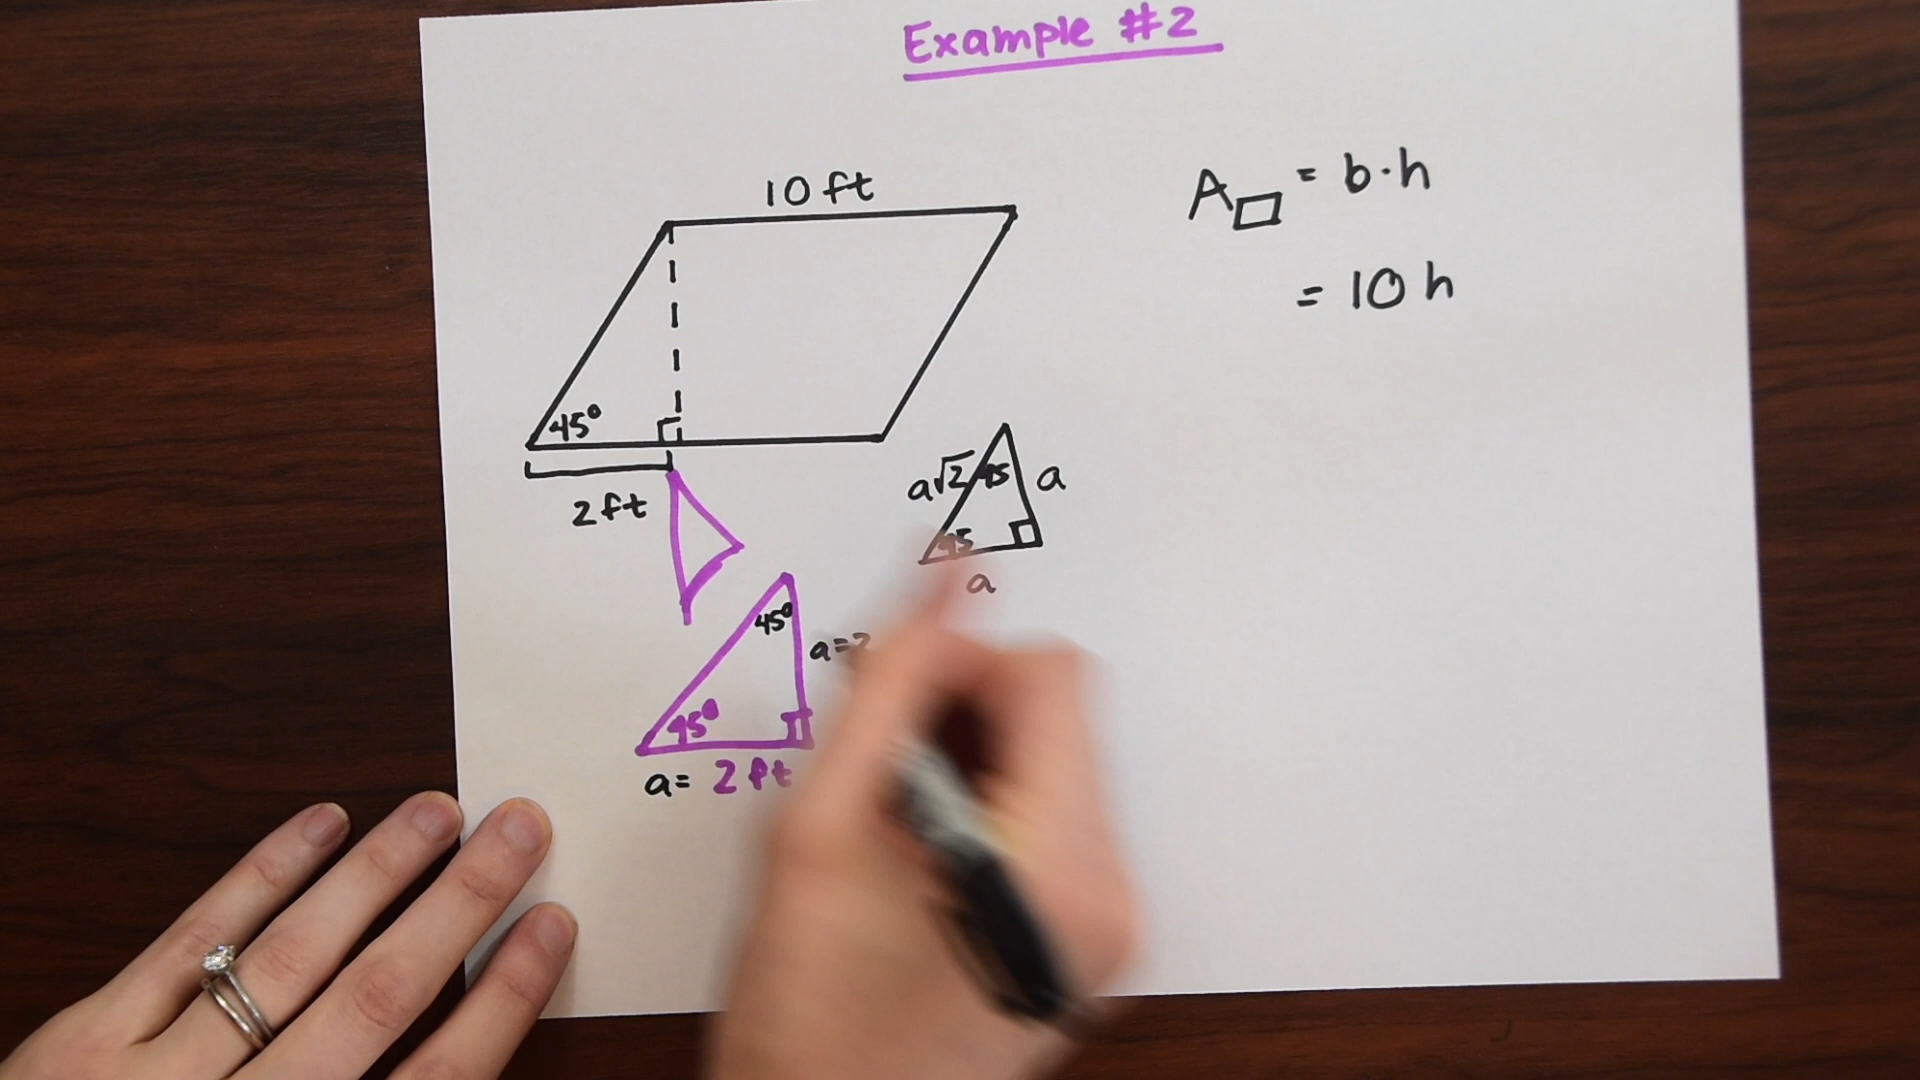 Example #2
10 ft
A▱ = b·h
= 10 h
45°
2 ft
a√2 45 a
45
a
45° a=2
45°
a= 2 ft